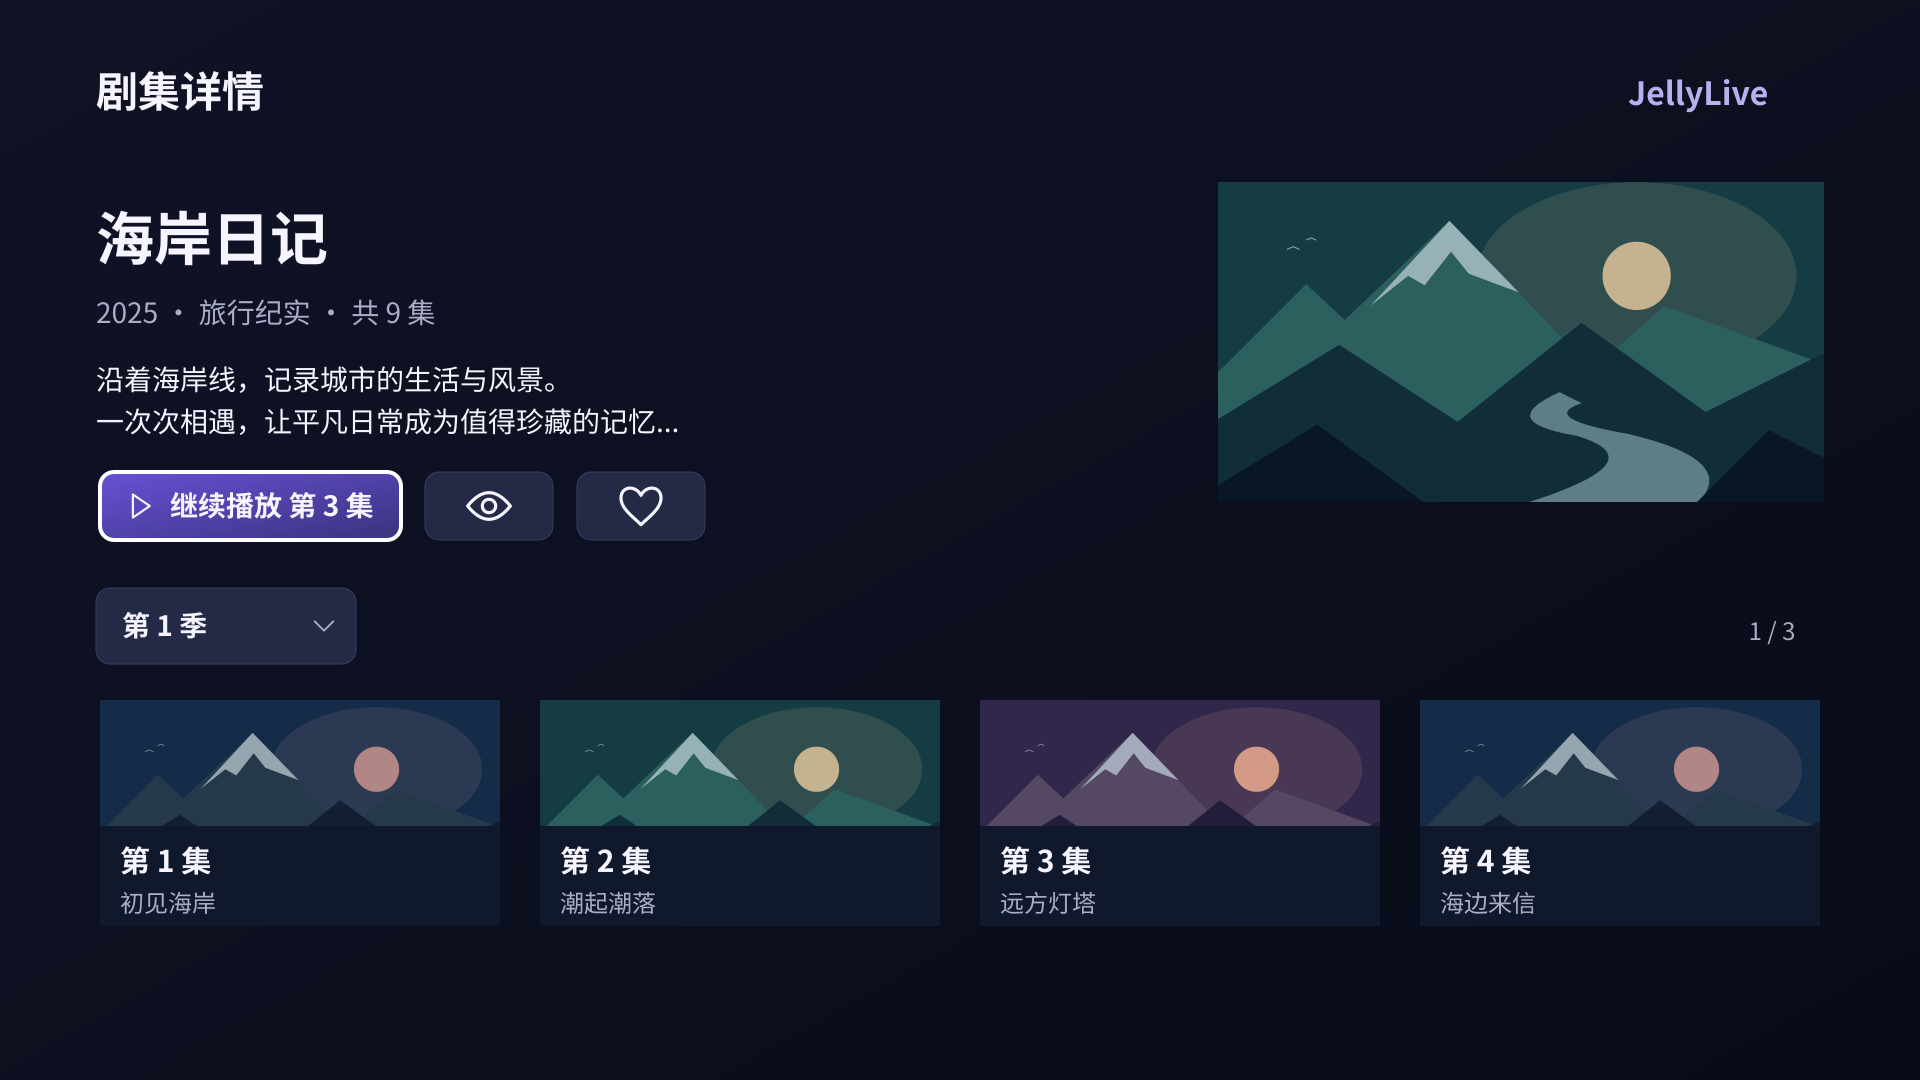 剧集详情
JellyLive
海岸日记
2025 · 旅行纪实 · 共 9 集
沿着海岸线，记录城市的生活与风景。
一次次相遇，让平凡日常成为值得珍藏的记忆...
继续播放 第 3 集
第 1 季
1 / 3
第 1 集
初见海岸
第 2 集
潮起潮落
第 3 集
远方灯塔
第 4 集
海边来信